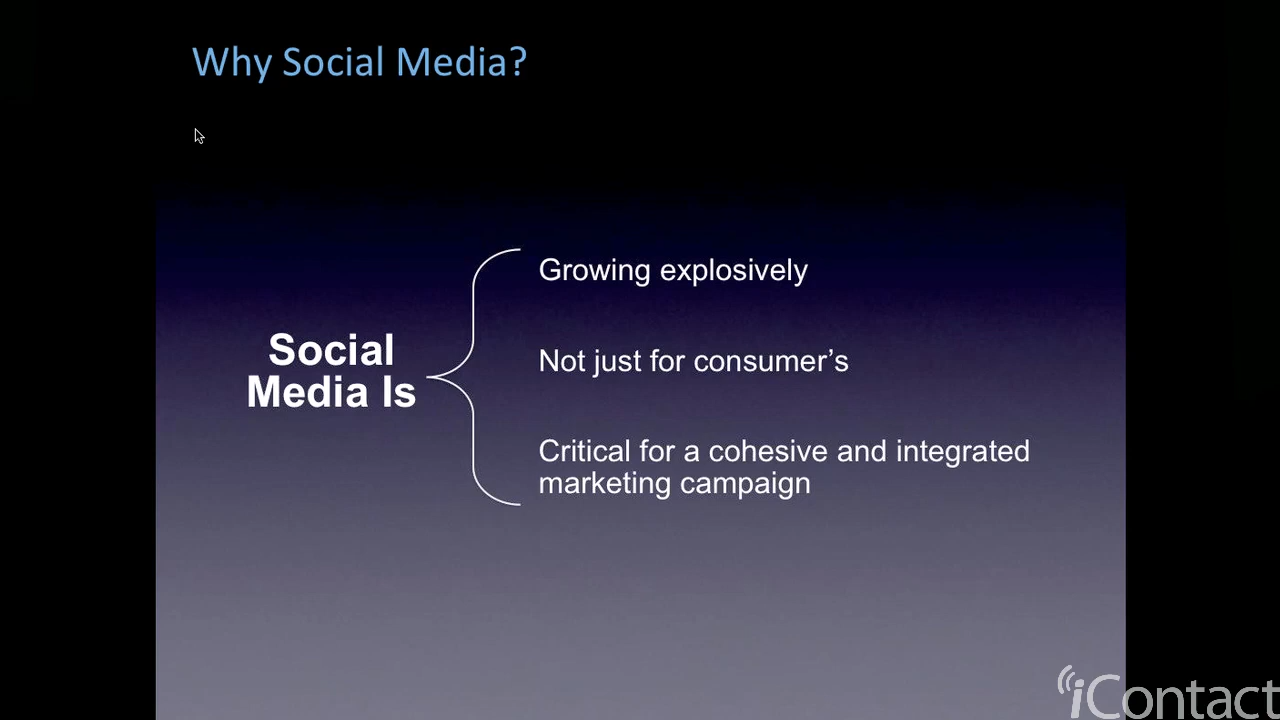 Why Social Media?
Social
Media Is
Growing explosively
Not just for consumer’s
Critical for a cohesive and integrated
marketing campaign
iContact